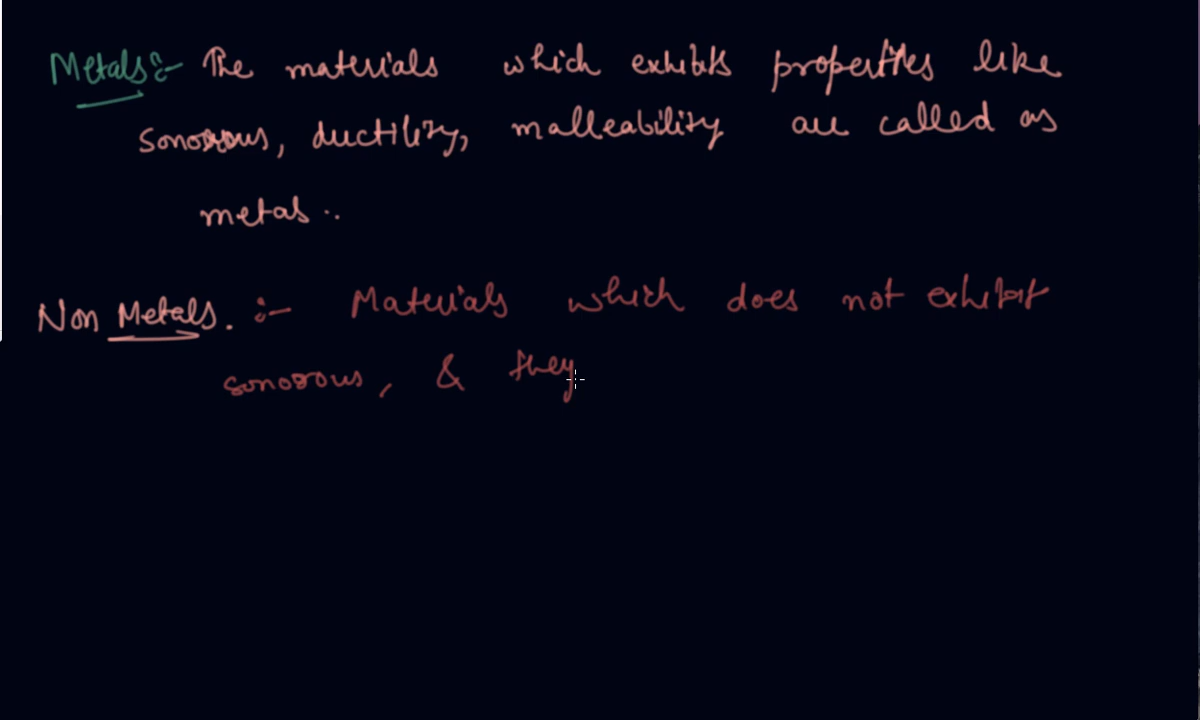 Metals :- The materials which exhibits properties like
sonorous, ductility, malleability are called as
metals ..
Non Metals. :- Materials which does not exhibit
sonorous, & they